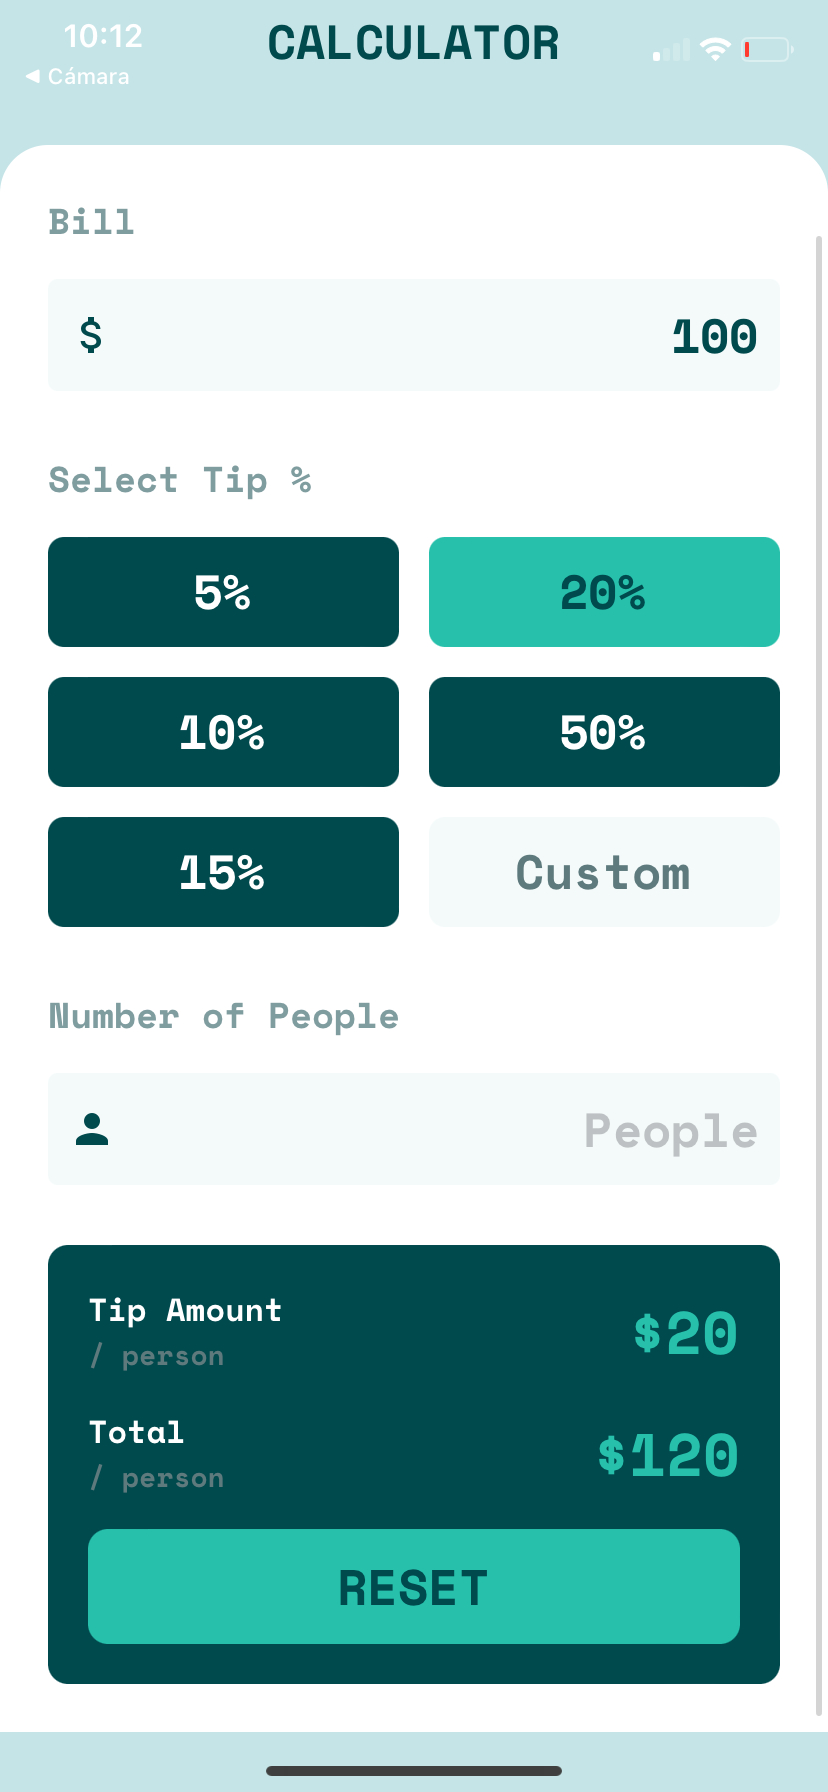 10:12
CALCULATOR
◀ Cámara
Bill
$ 100
Select Tip %
5% 20%
10% 50%
15% Custom
Number of People
People
Tip Amount
/ person
$20
Total
/ person
$120
RESET